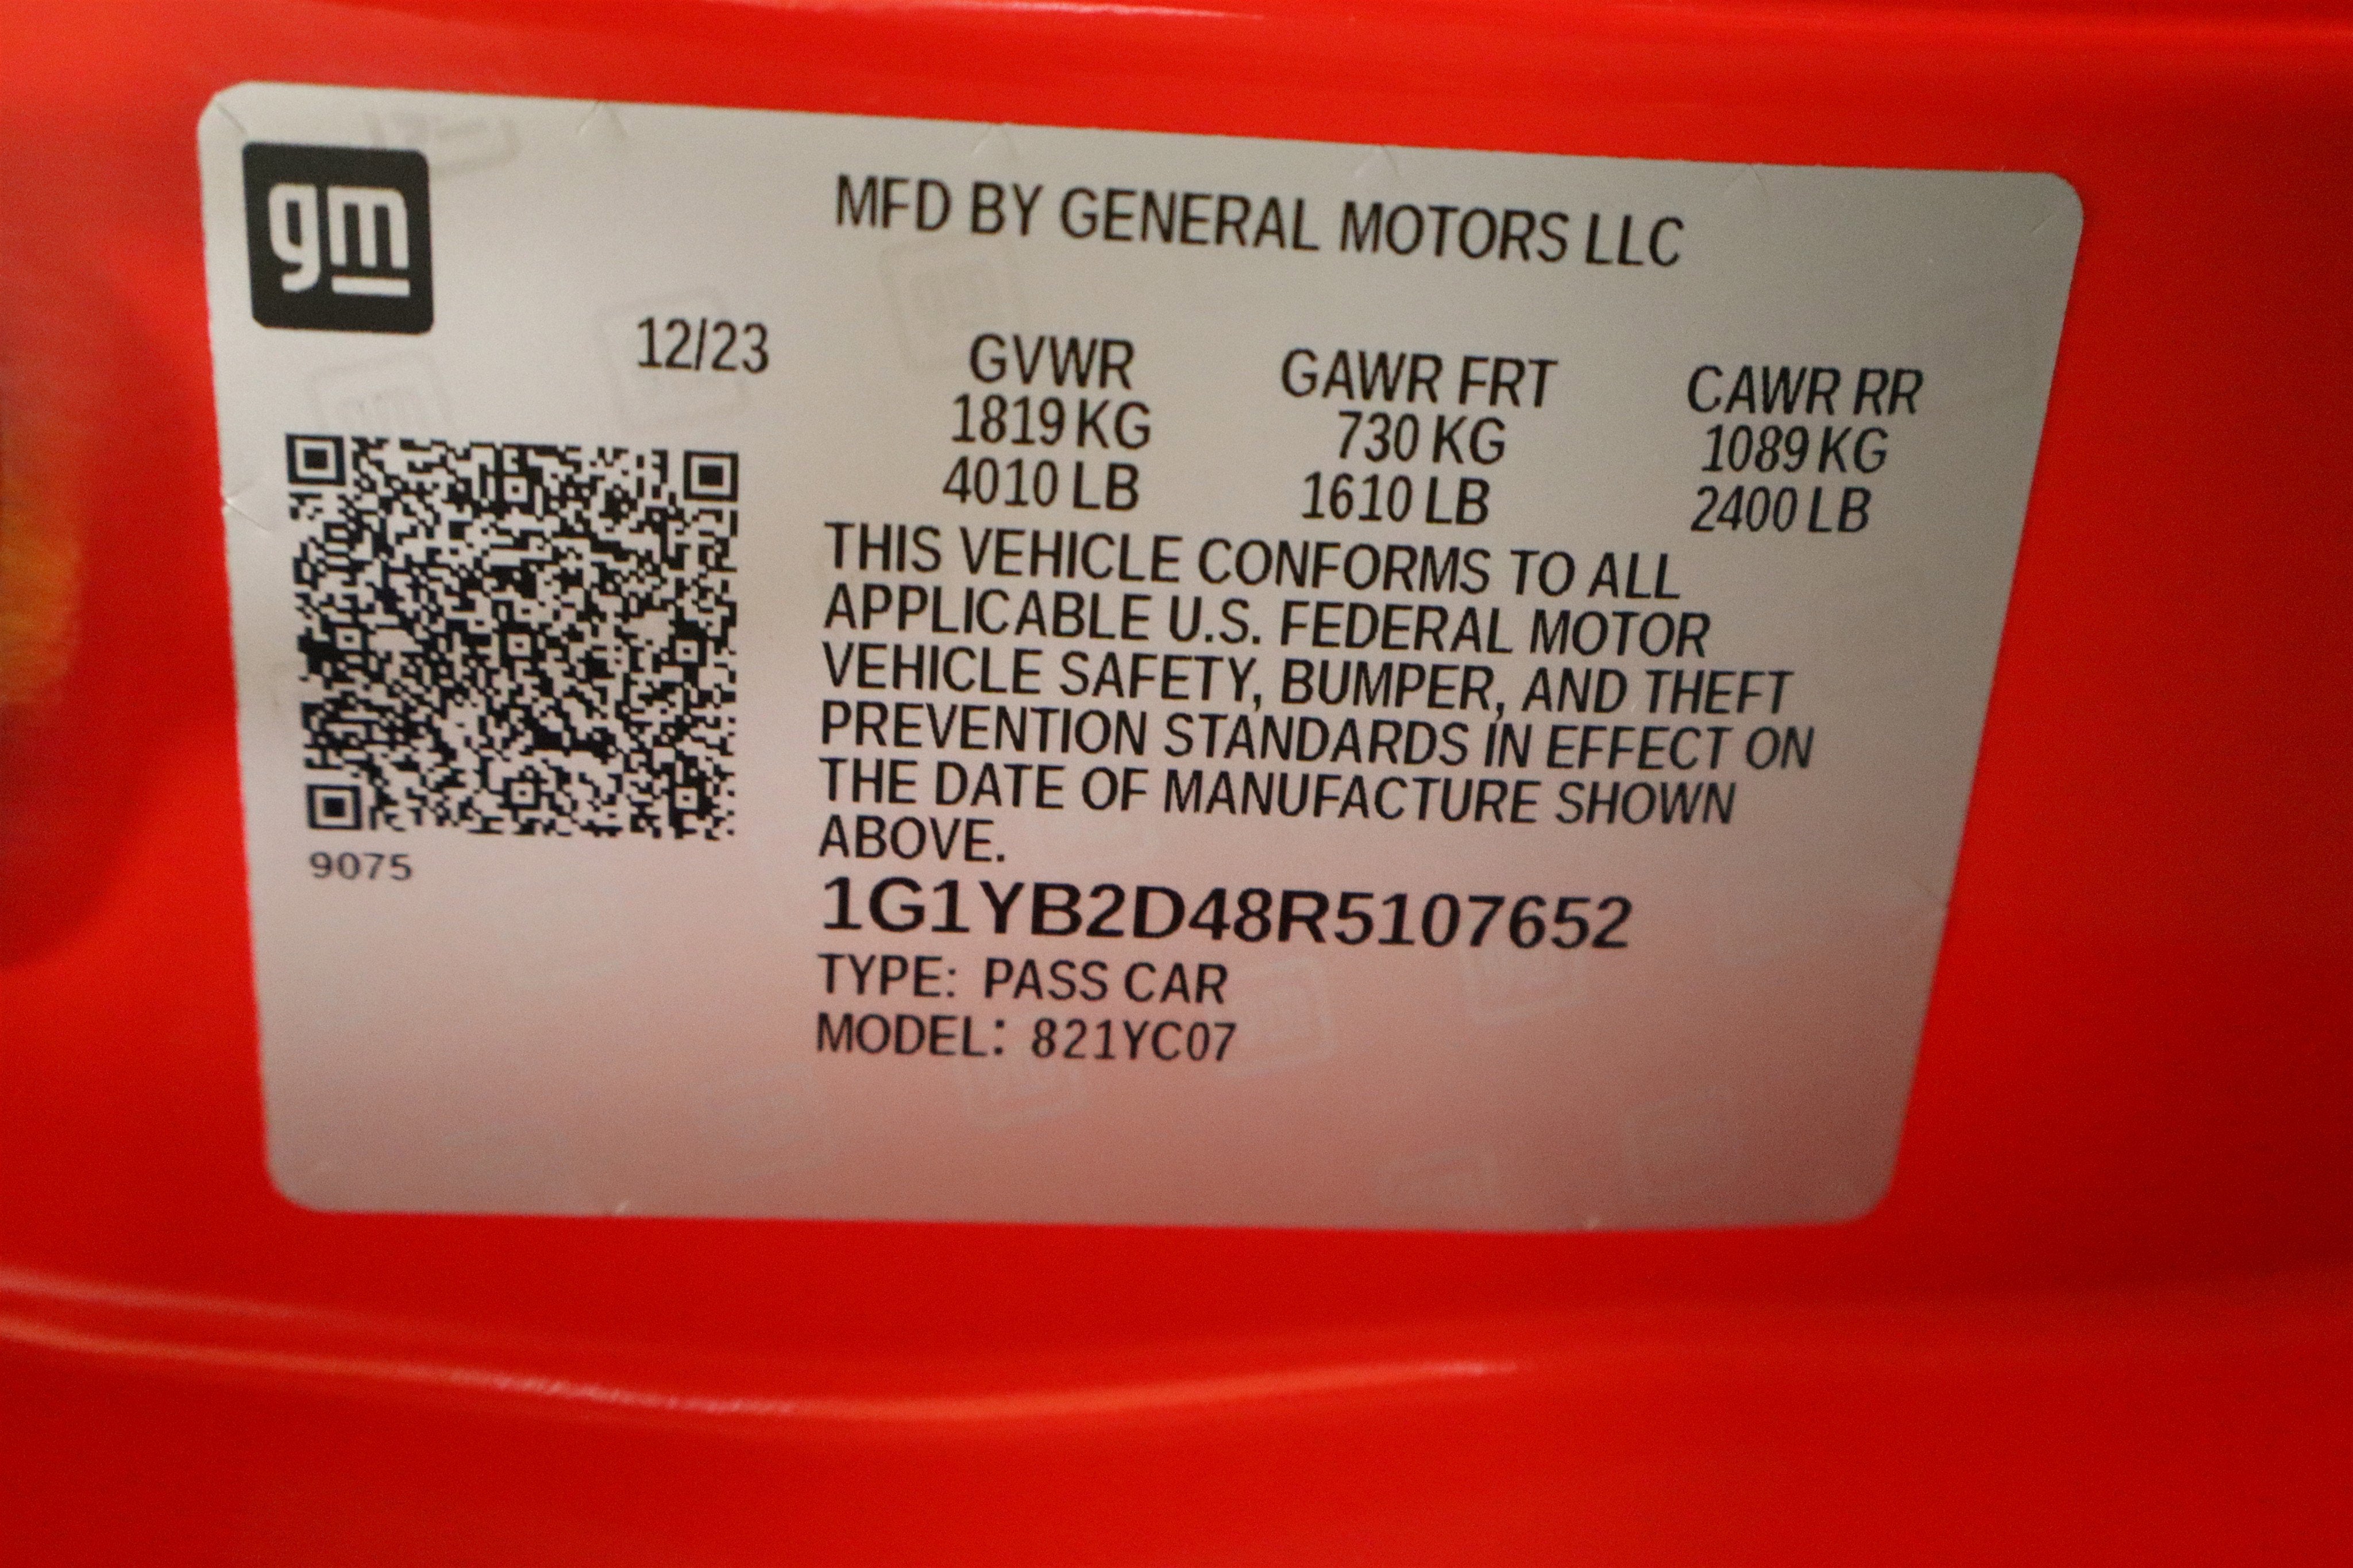 gm
MFD BY GENERAL MOTORS LLC
12/23
GVWR GAWR FRT CAWR RR
1819 KG 730 KG 1089 KG
4010 LB 1610 LB 2400 LB
THIS VEHICLE CONFORMS TO ALL
APPLICABLE U.S. FEDERAL MOTOR
VEHICLE SAFETY, BUMPER, AND THEFT
PREVENTION STANDARDS IN EFFECT ON
THE DATE OF MANUFACTURE SHOWN
ABOVE.
9075
1G1YB2D48R5107652
TYPE: PASS CAR
MODEL: 821YC07